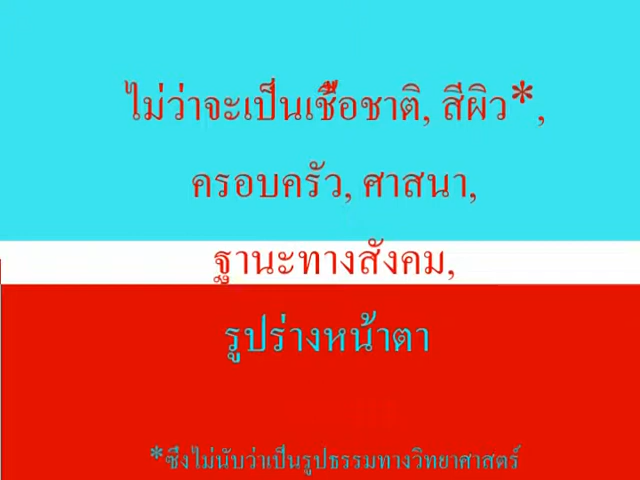 ไม่ว่าจะเป็นเชื้อชาติ, สีผิว*,
ครอบครัว, ศาสนา,
ฐานะทางสังคม,
รูปร่างหน้าตา
*ซึ่งไม่นับว่าเป็นรูปธรรมทางวิทยาศาสตร์